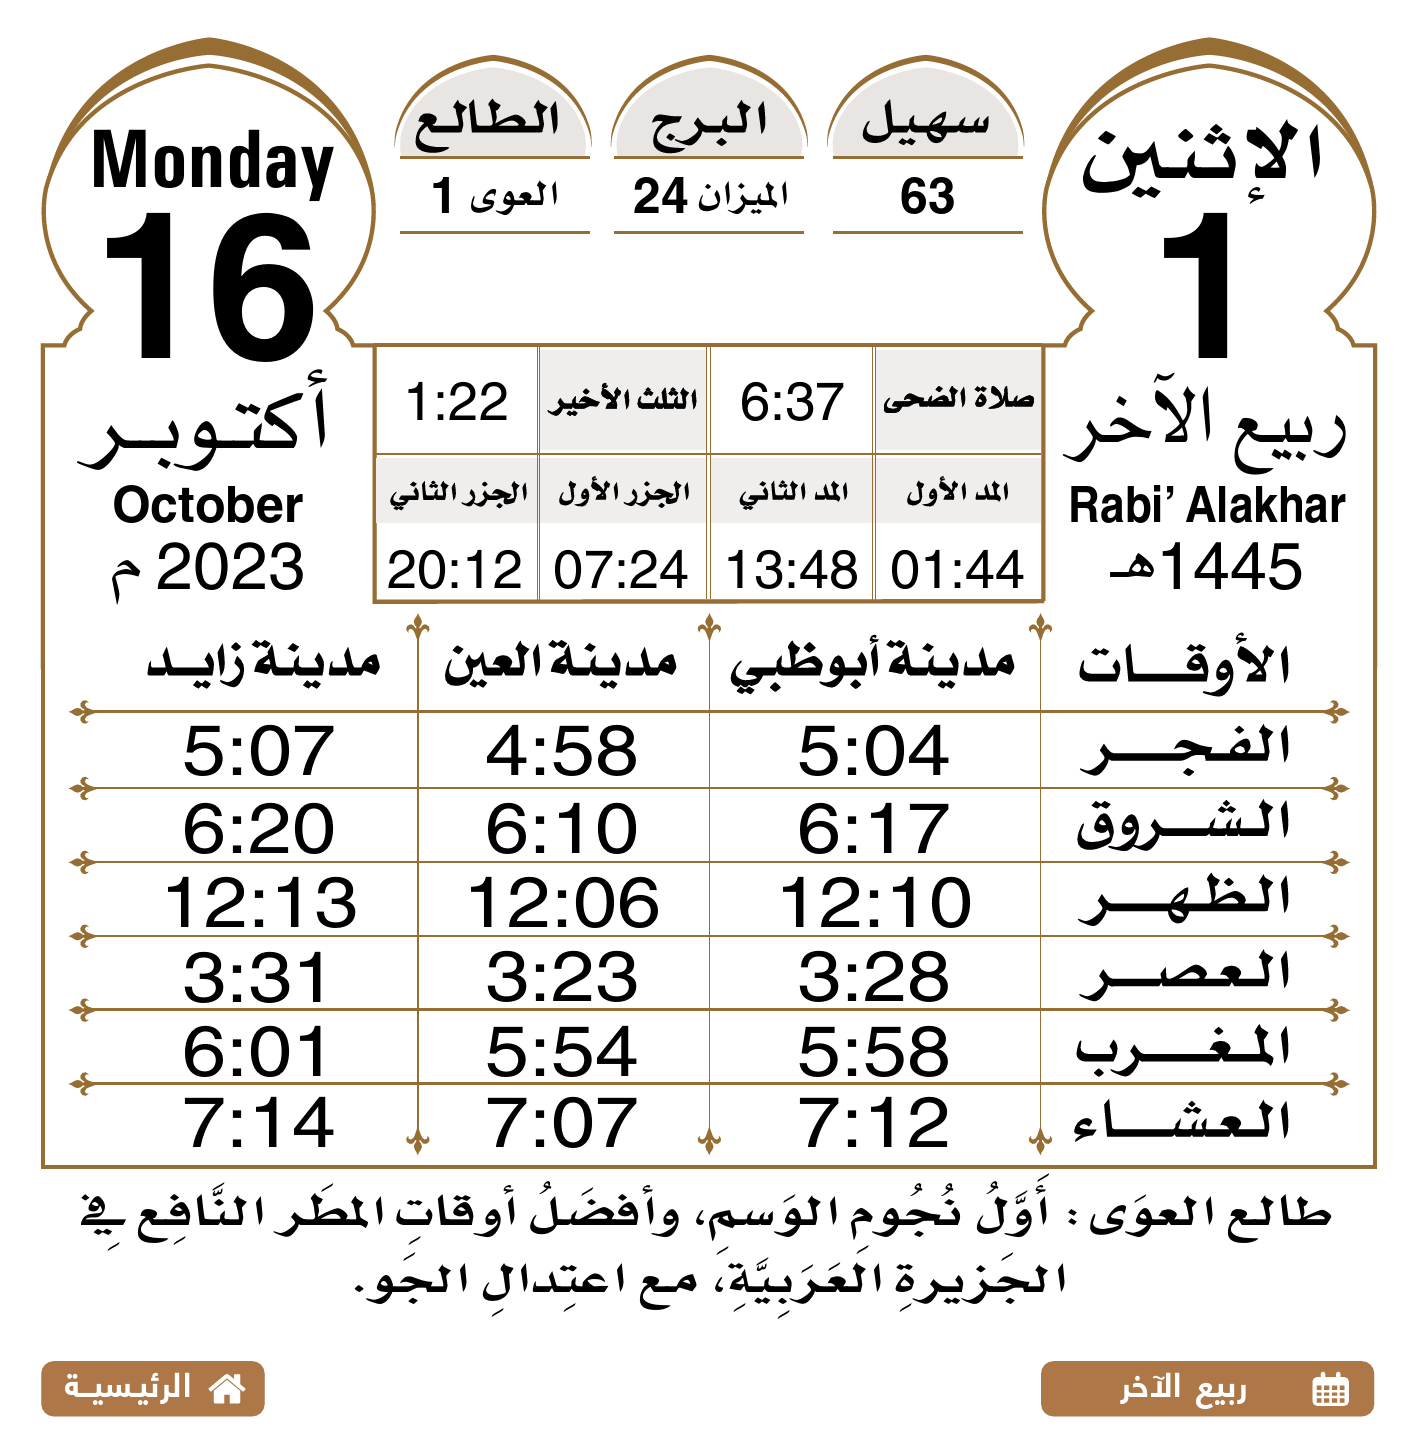 الإثنين
1
ربيع الآخر
Rabi’ Alakhar
1445هـ
سهيل
63
البرج
الميزان 24
الطالع
العوى 1
Monday
16
أكتوبر
October
2023 م
صلاة الضحى 6:37 الثلث الأخير 1:22
المد الأول المد الثاني الجزر الأول الجزر الثاني
01:44 13:48 07:24 20:12
الأوقات مدينة أبوظبي مدينة العين مدينة زايد
الفجر 5:04 4:58 5:07
الشروق 6:17 6:10 6:20
الظهر 12:10 12:06 12:13
العصر 3:28 3:23 3:31
المغرب 5:58 5:54 6:01
العشاء 7:12 7:07 7:14
طالع العوَى: أَوَّلُ نُجُومِ الوَسمِ، وأفضَلُ أوقاتِ المطَر النَّافِع فِي
الجَزيرةِ العَرَبِيَّةِ، مع اعتِدالِ الجَو.
ربيع الآخر
الرئيسية